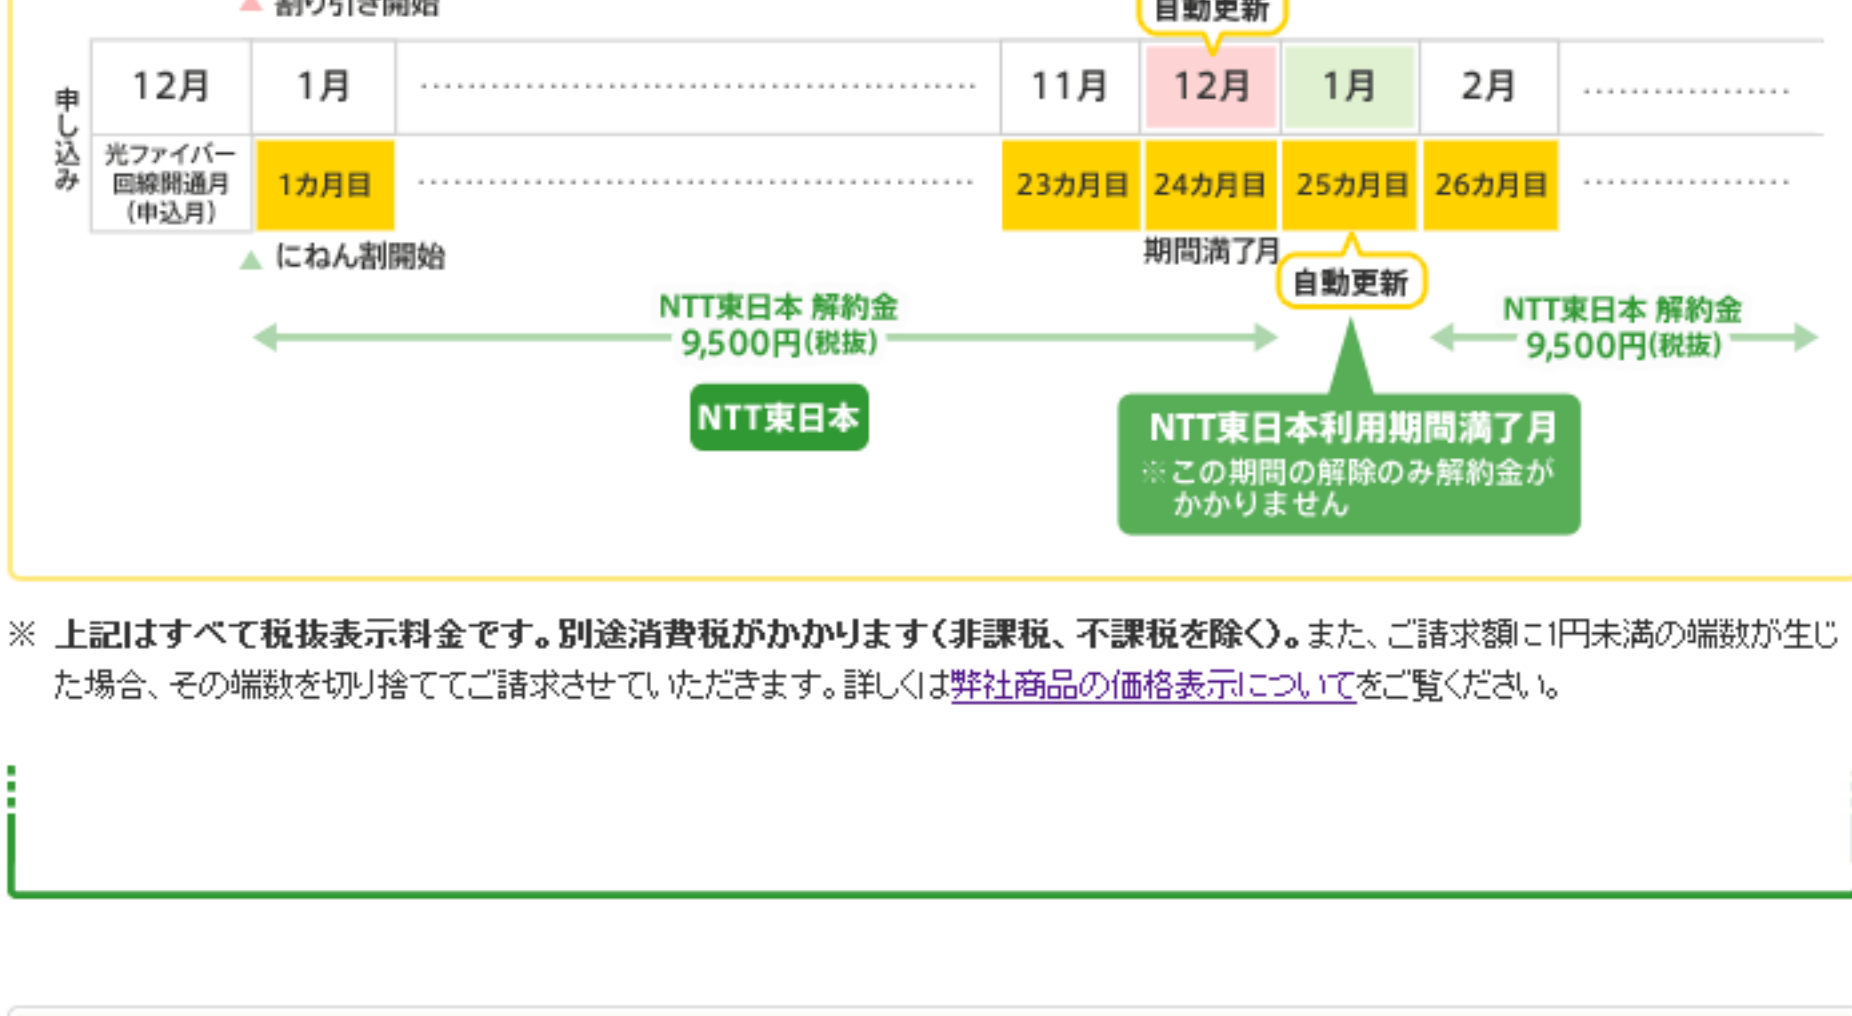 割り引き開始
自動更新
申し込み
12月 1月 11月 12月 1月 2月
光ファイバー
回線開通月
(申込月)
1カ月目 23カ月目 24カ月目 25カ月目 26カ月目
にねん割開始
期間満了月
自動更新
NTT東日本 解約金
9,500円(税抜)
NTT東日本 解約金
9,500円(税抜)
NTT東日本
NTT東日本利用期間満了月
※この期間の解除のみ解約金が
かかりません
※ 上記はすべて税抜表示料金です。別途消費税がかかります（非課税、不課税を除く）。また、ご請求額に1円未満の端数が生じ
た場合、その端数を切り捨ててご請求させていただきます。詳しくは弊社商品の価格表示についてをご覧ください。